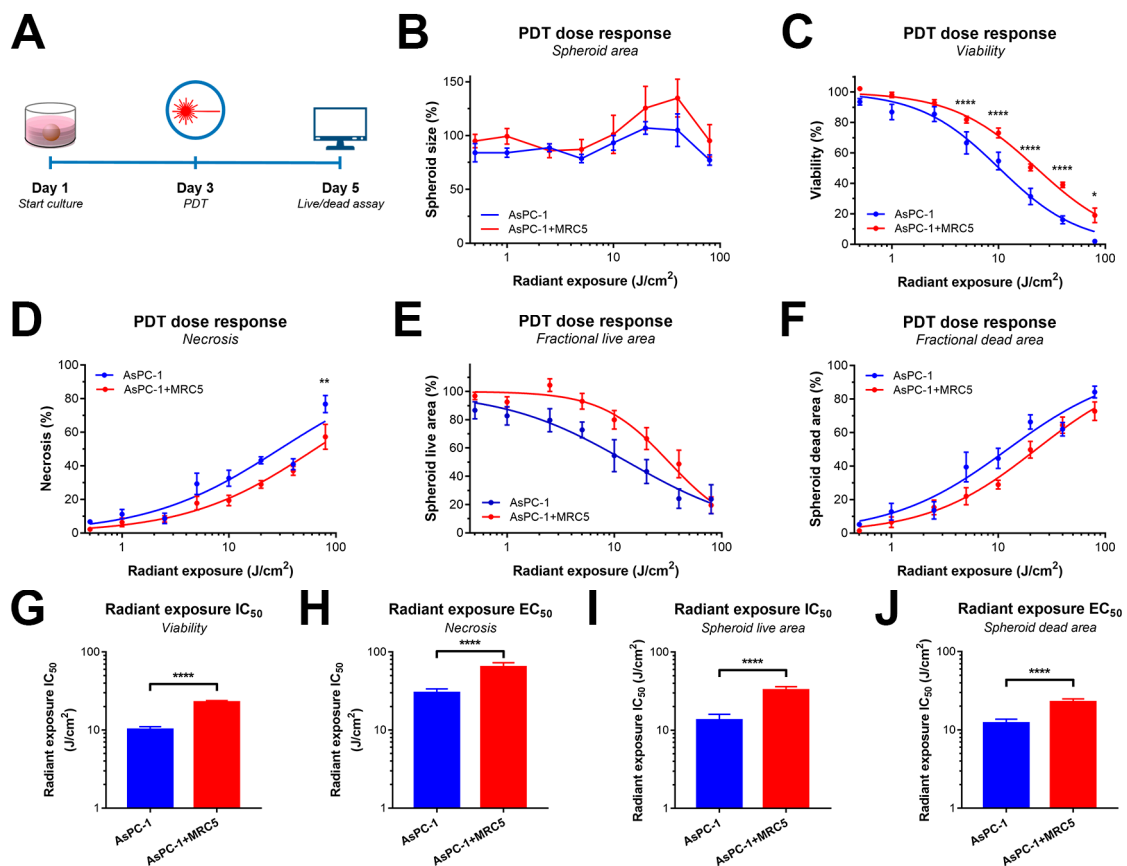 A
Day 1
Start culture
Day 3
PDT
Day 5
Live/dead assay
B
PDT dose response
Spheroid area
Spheroid size (%)
150
100
50
0
AsPC-1
AsPC-1+MRC5
1
10
100
Radiant exposure (J/cm²)
C
PDT dose response
Viability
Viability (%)
100
80
60
40
20
0
****
****
****
****
*
AsPC-1
AsPC-1+MRC5
1
10
100
Radiant exposure (J/cm²)
D
PDT dose response
Necrosis
Necrosis (%)
100
80
60
40
20
0
AsPC-1
AsPC-1+MRC5
**
1
10
100
Radiant exposure (J/cm²)
E
PDT dose response
Fractional live area
Spheroid live area (%)
120
100
80
60
40
20
0
AsPC-1
AsPC-1+MRC5
1
10
100
Radiant exposure (J/cm²)
F
PDT dose response
Fractional dead area
Spheroid dead area (%)
100
80
60
40
20
0
AsPC-1
AsPC-1+MRC5
1
10
100
Radiant exposure (J/cm²)
G
Radiant exposure IC₅₀
Viability
Radiant exposure IC₅₀
(J/cm²)
100
10
1
****
AsPC-1
AsPC-1+MRC5
H
Radiant exposure EC₅₀
Necrosis
Radiant exposure IC₅₀
(J/cm²)
100
10
1
****
AsPC-1
AsPC-1+MRC5
I
Radiant exposure IC₅₀
Spheroid live area
Radiant exposure IC₅₀ (J/cm²)
100
10
1
****
AsPC-1
AsPC-1+MRC5
J
Radiant exposure EC₅₀
Spheroid dead area
Radiant exposure IC₅₀ (J/cm²)
100
10
1
****
AsPC-1
AsPC-1+MRC5